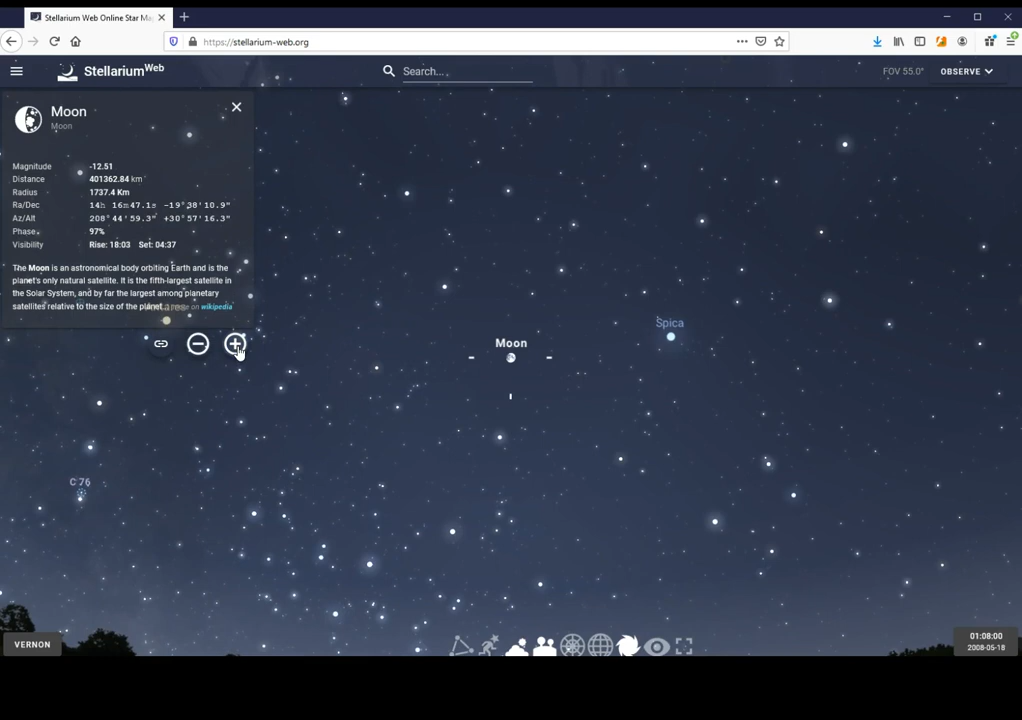 Stellarium Web Online Star Ma
https://stellarium-web.org
StellariumWeb
Search...
FOV 55.0°
OBSERVE
Moon
Moon
Magnitude -12.51
Distance 401362.84 km
Radius 1737.4 Km
Ra/Dec 14h 16m47.1s -19°38'10.9"
Az/Alt 208°44'59.3" +30°57'16.3"
Phase 97%
Visibility Rise: 18:03 Set: 04:37
The Moon is an astronomical body orbiting Earth and is the
planet's only natural satellite. It is the fifth-largest satellite in
the Solar System, and by far the largest among planetary
satellites relative to the size of the planet on wikipedia
Spica
Moon
C 76
VERNON
01:08:00
2008-05-18